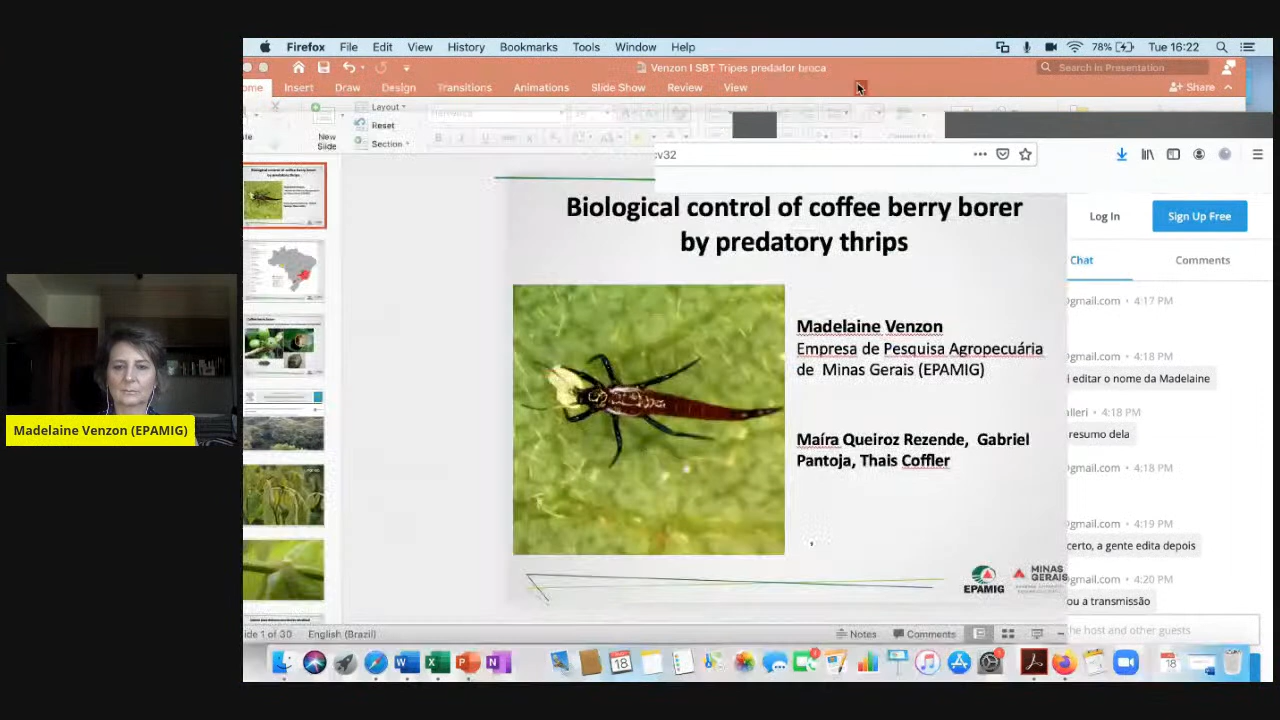 Firefox File Edit View History Bookmarks Tools Window Help
78% Tue 16:22
Venzon I SBT Tripes predador broca
Search in Presentation
Insert Draw Design Transitions Animations Slide Show Review View
Share
Layout
Reset
Section
New
Slide
v32
Log In
Sign Up Free
Chat
Comments
Biological control of coffee berry borer
by predatory thrips
Madelaine Venzon
Empresa de Pesquisa Agropecuária
de Minas Gerais (EPAMIG)
Maíra Queiroz Rezende, Gabriel
Pantoja, Thais Coffler
EPAMIG
MINAS
GERAIS
@gmail.com • 4:17 PM
@gmail.com • 4:18 PM
editar o nome da Madelaine
4:18 PM
resumo dela
@gmail.com • 4:18 PM
@gmail.com • 4:19 PM
certo, a gente edita depois
@gmail.com • 4:20 PM
ou a transmissão
he host and other guests
Madelaine Venzon (EPAMIG)
1 of 30 English (Brazil)
Notes
Comments
18
18